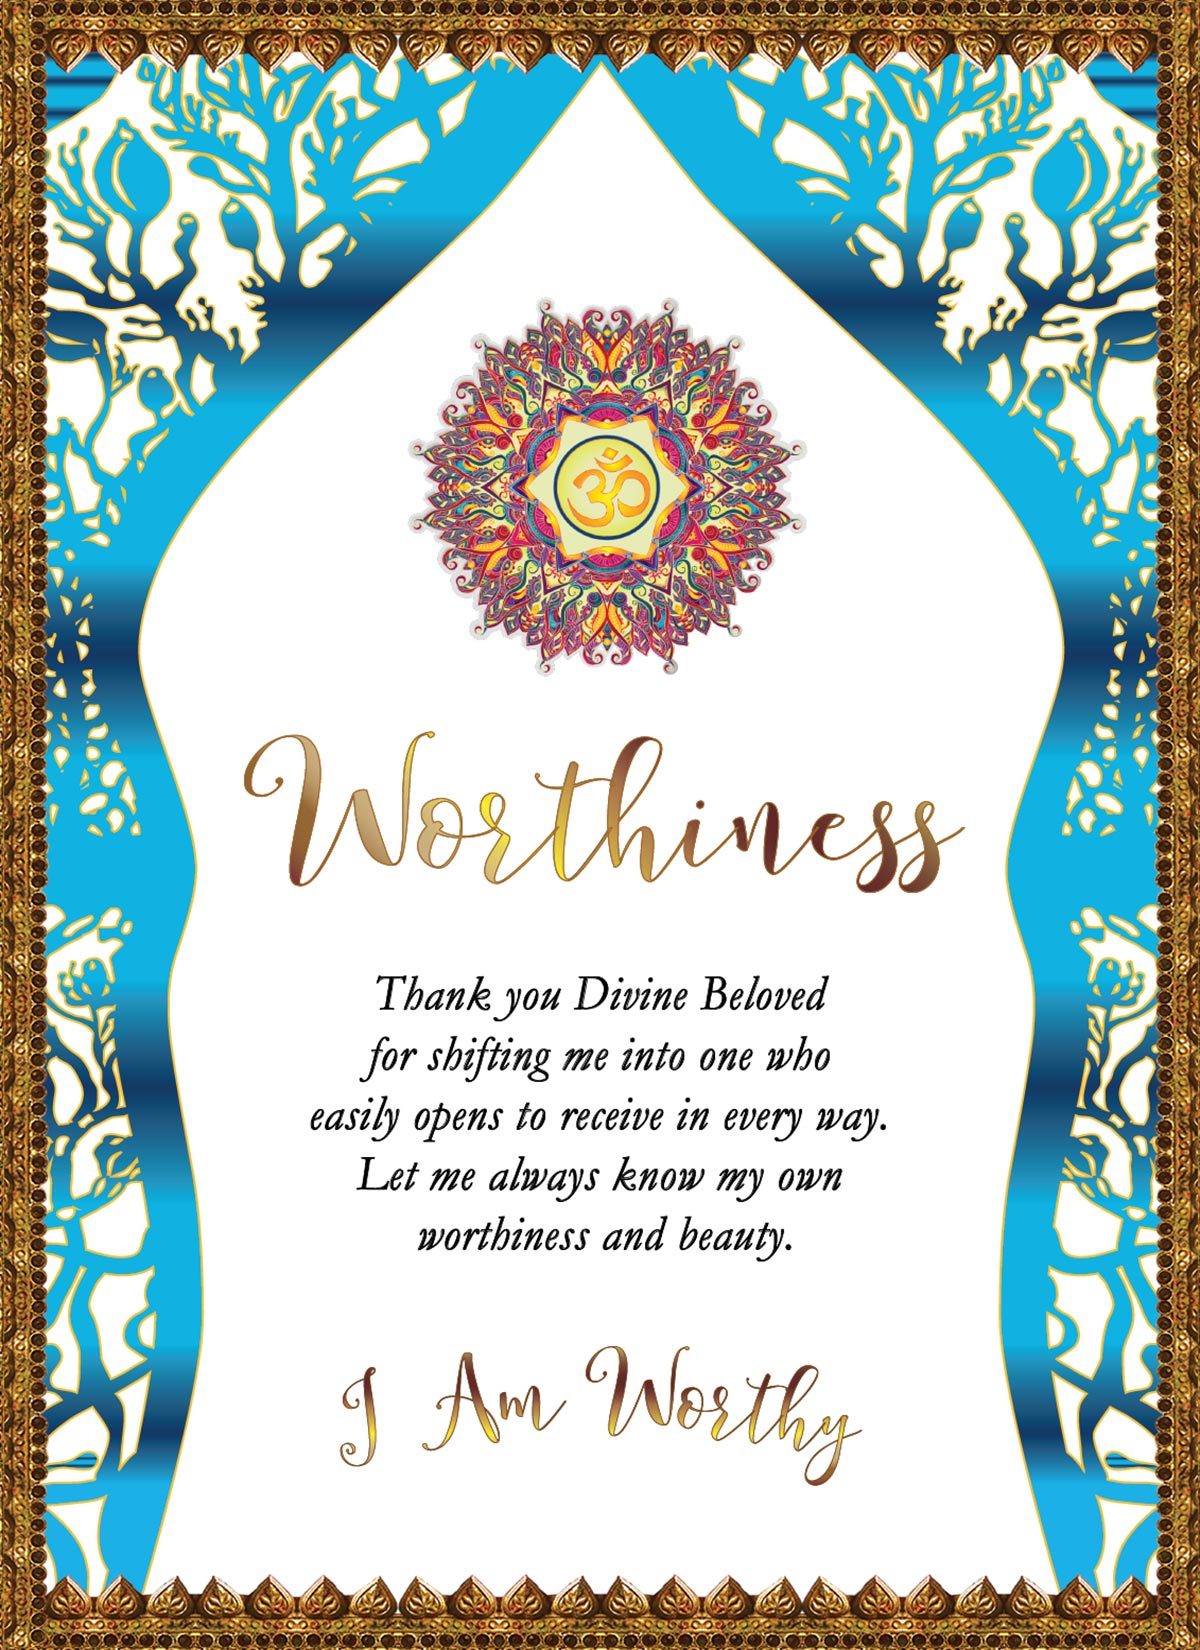 ॐ
Worthiness
Thank you Divine Beloved
for shifting me into one who
easily opens to receive in every way.
Let me always know my own
worthiness and beauty.
I Am Worthy